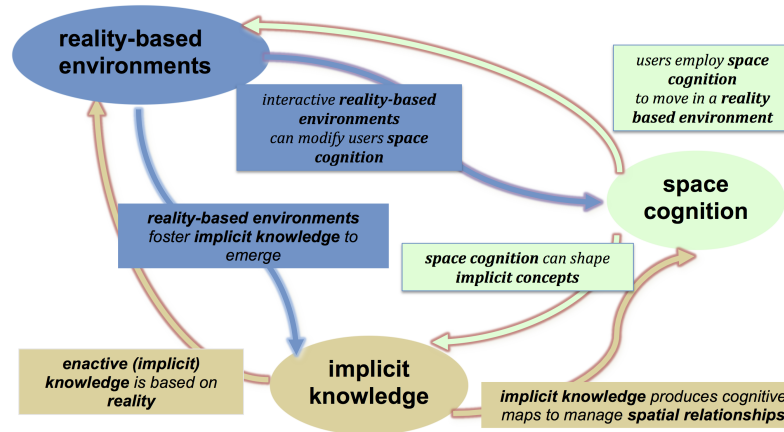 reality-based
environments
users employ space
cognition
to move in a reality
based environment
interactive reality-based
environments
can modify users space
cognition
space
cognition
reality-based environments
foster implicit knowledge to
emerge
space cognition can shape
implicit concepts
enactive (implicit)
knowledge is based on
reality
implicit
knowledge
implicit knowledge produces cognitive
maps to manage spatial relationships